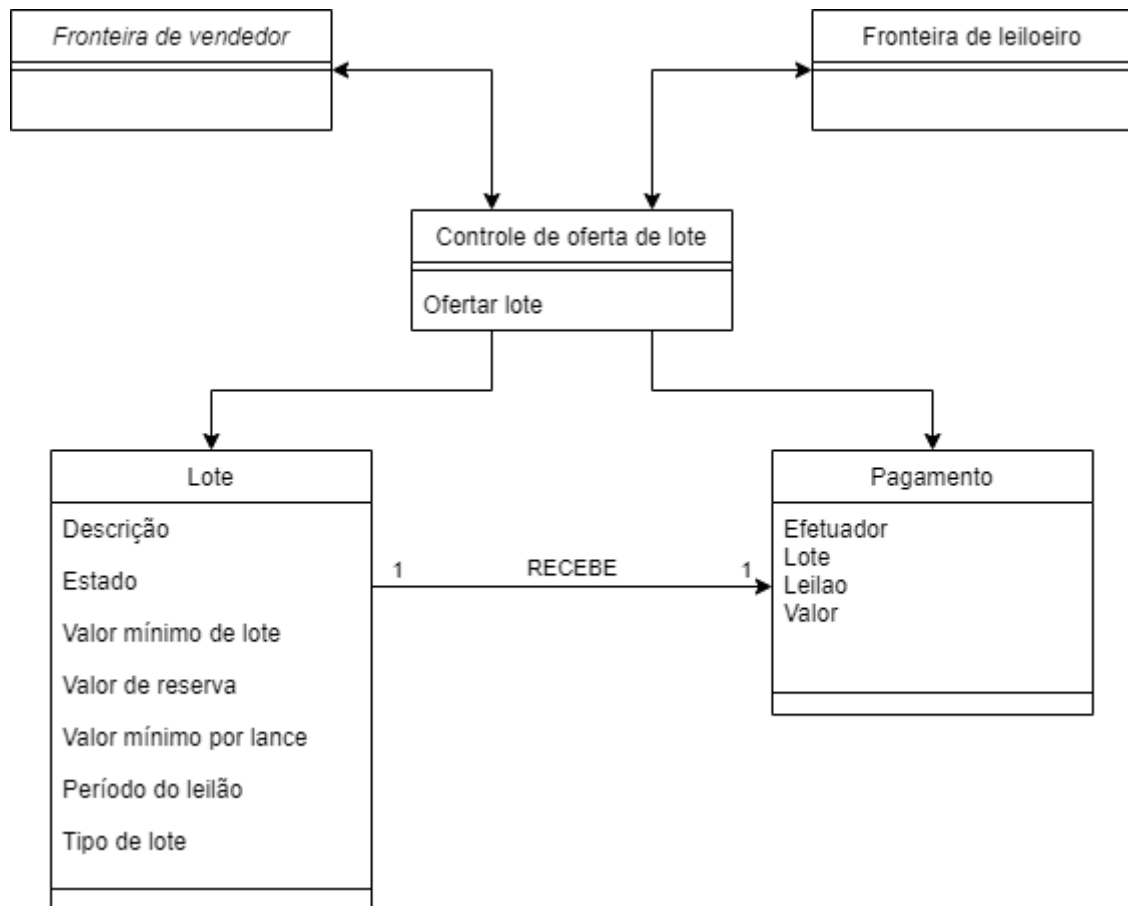 Fronteira de vendedor
Fronteira de leiloeiro
Controle de oferta de lote
Ofertar lote
Lote
Descrição
Estado
Valor mínimo de lote
Valor de reserva
Valor mínimo por lance
Período do leilão
Tipo de lote
1
RECEBE
1
Pagamento
Efetuador
Lote
Leilao
Valor